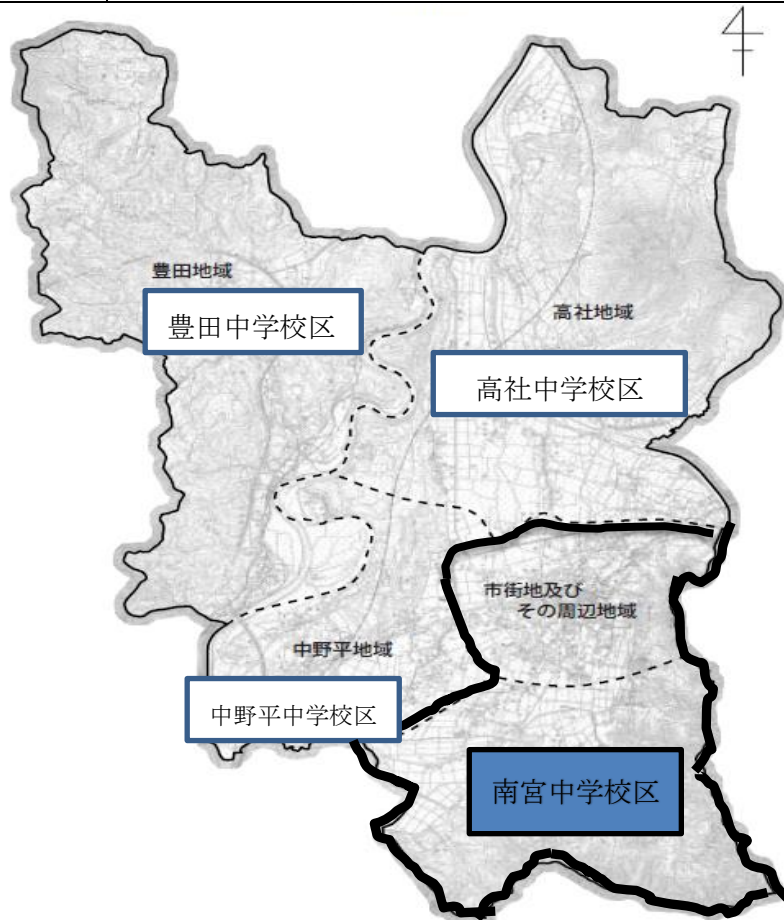 豊田地域
豊田中学校区
高社地域
高社中学校区
市街地及び
その周辺地域
中野平地域
中野平中学校区
南宮中学校区